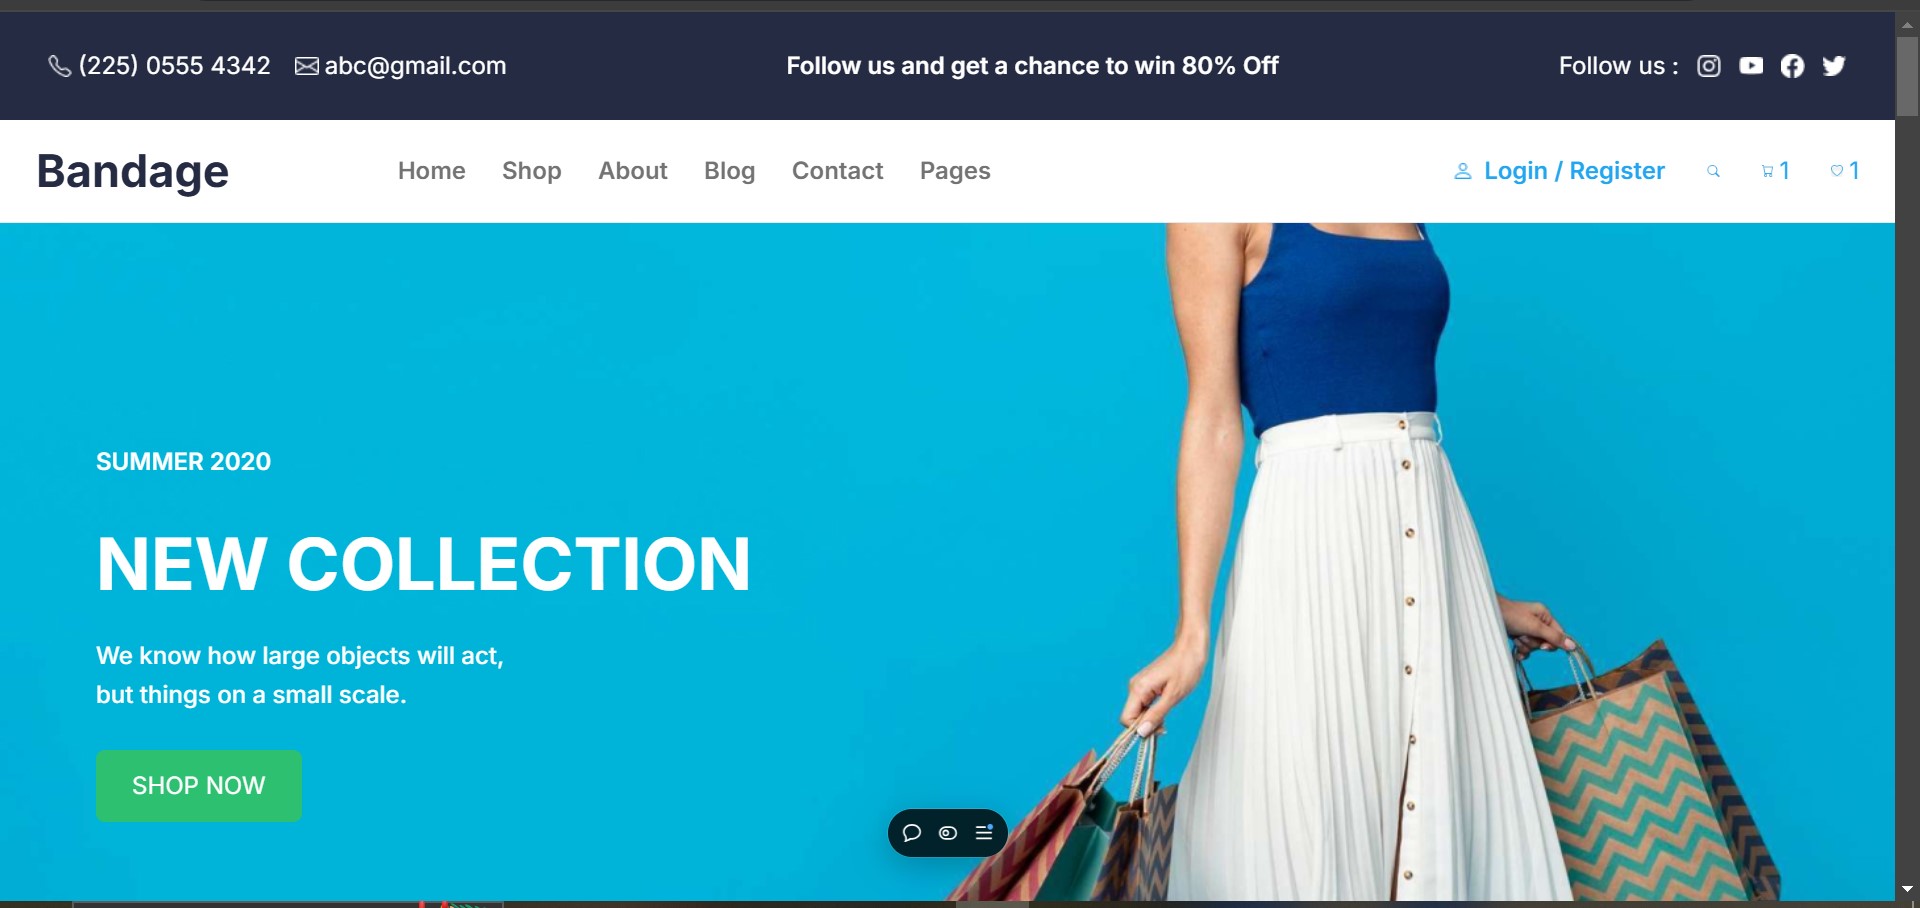 (225) 0555 4342 abc@gmail.com Follow us and get a chance to win 80% Off Follow us :
Bandage Home Shop About Blog Contact Pages Login / Register 1 1
SUMMER 2020
NEW COLLECTION
We know how large objects will act,
but things on a small scale.
SHOP NOW